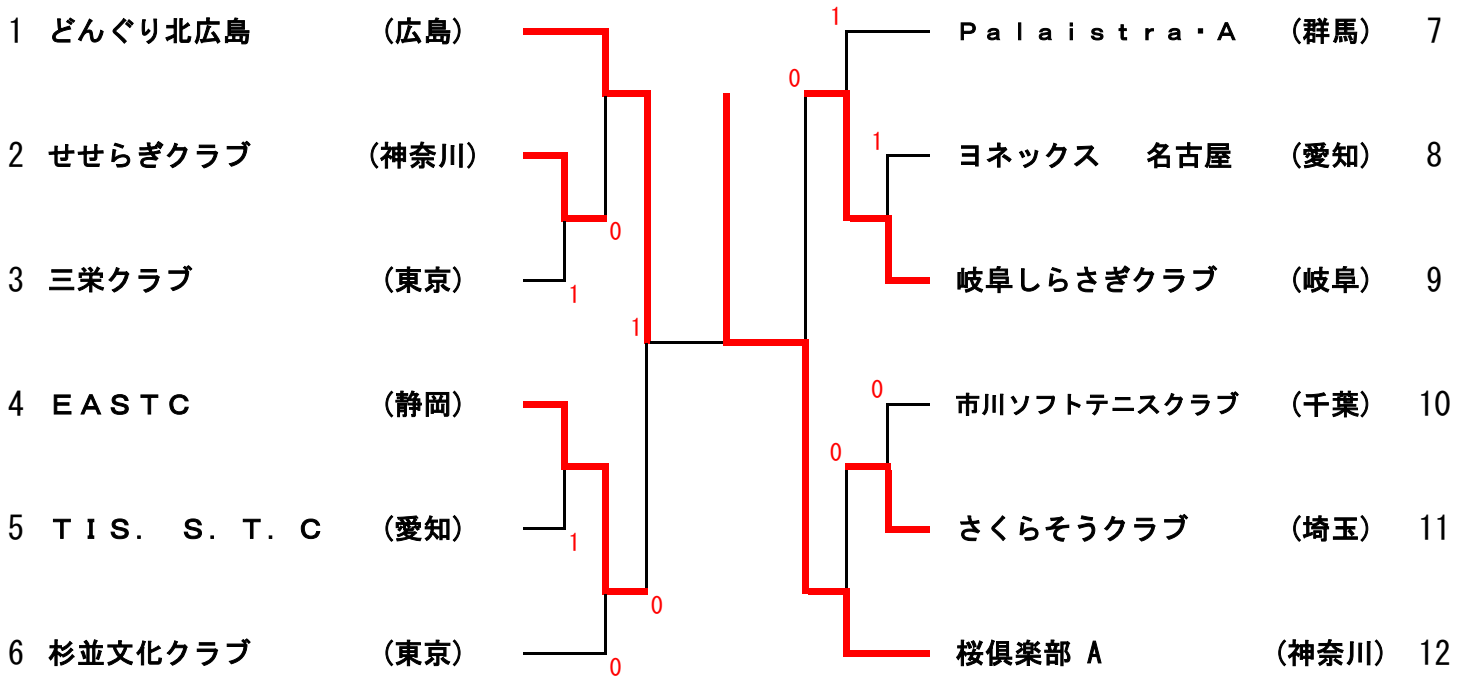 1 どんぐり北広島 (広島)
2 せせらぎクラブ (神奈川)
0
3 三栄クラブ (東京)
1
1
4 ＥＡＳＴＣ (静岡)
5 ＴＩＳ． Ｓ．Ｔ．Ｃ (愛知)
1
0
6 杉並文化クラブ (東京)
0
1
Ｐａｌａｉｓｔｒａ・Ａ (群馬) 7
0
1
ヨネックス 名古屋 (愛知) 8
岐阜しらさぎクラブ (岐阜) 9
0
市川ソフトテニスクラブ (千葉) 10
0
さくらそうクラブ (埼玉) 11
桜倶楽部 A (神奈川) 12